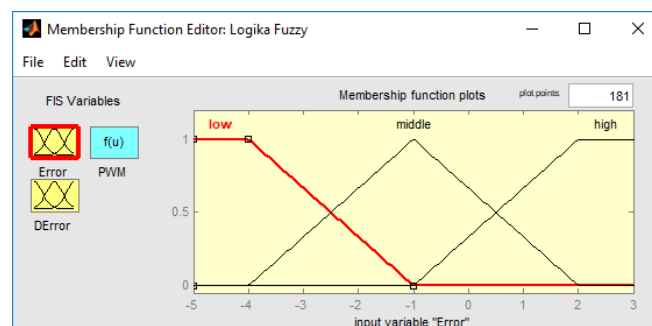 Membership Function Editor: Logika Fuzzy
File Edit View
FIS Variables
Membership function plots
plot points:
181
f(u)
Error
PWM
DError
low
middle
high
1
0.5
0
-5 -4 -3 -2 -1 0 1 2 3
input variable "Error"